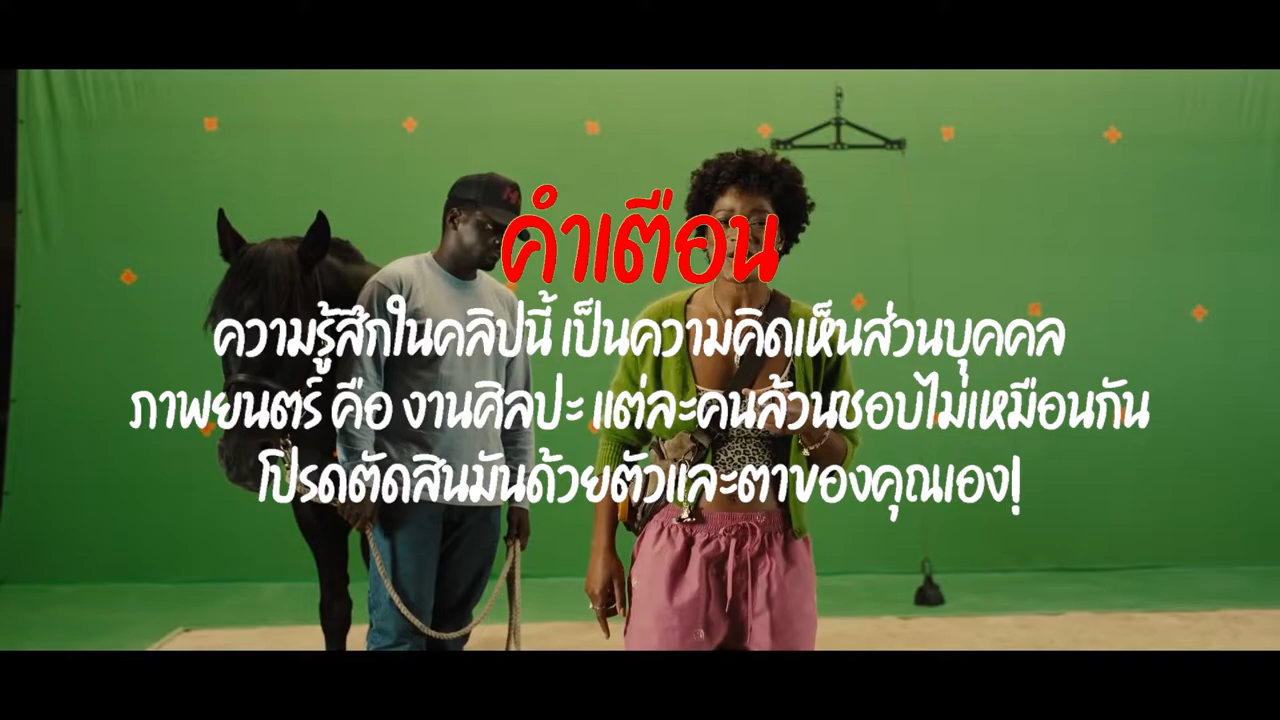 คำเตือน
ความรู้สึกในคลิปนี้ เป็นความคิดเห็นส่วนบุคคล
ภาพยนตร์ คือ งานศิลปะ แต่ละคนล้วนชอบไม่เหมือนกัน
โปรดตัดสินมันด้วยตัวและตาของคุณเอง!